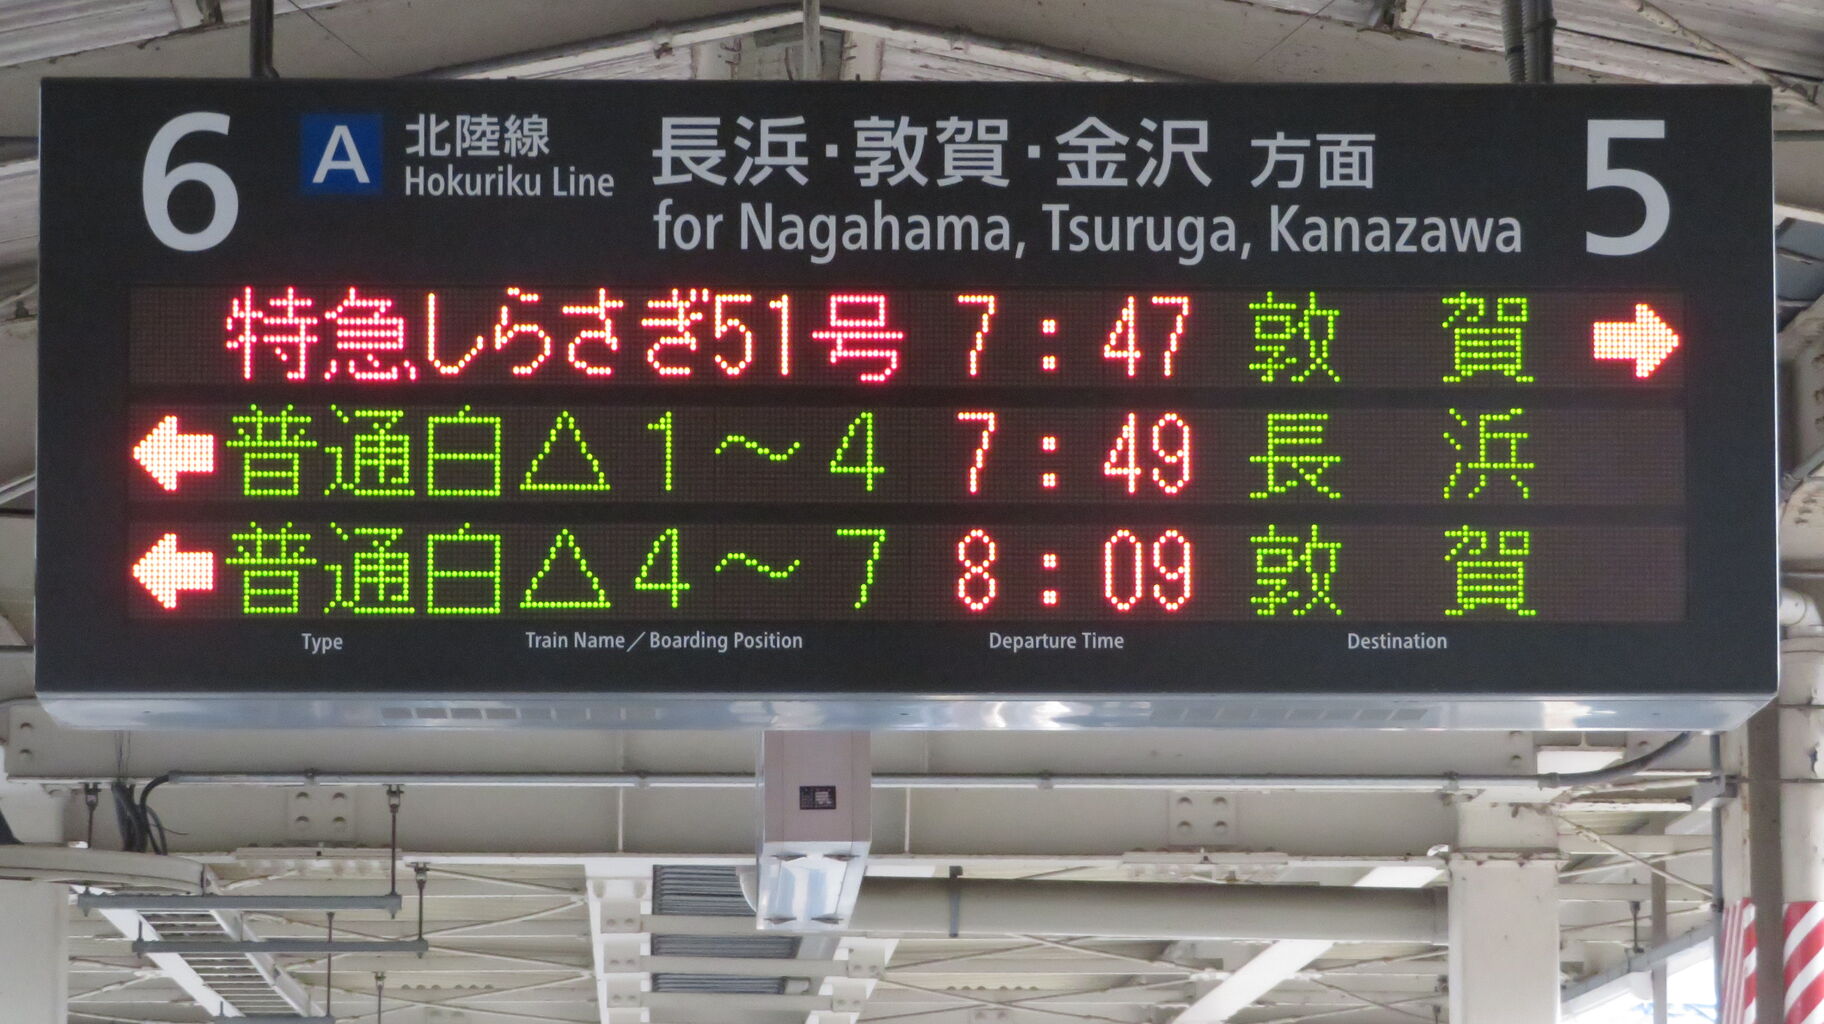 6 A 北陸線 長浜・敦賀・金沢 方面 5
Hokuriku Line for Nagahama, Tsuruga, Kanazawa
特急しらさぎ51号 7:47 敦賀 →
← 普通白△1〜4 7:49 長浜
← 普通白△4〜7 8:09 敦賀
Type Train Name／Boarding Position Departure Time Destination